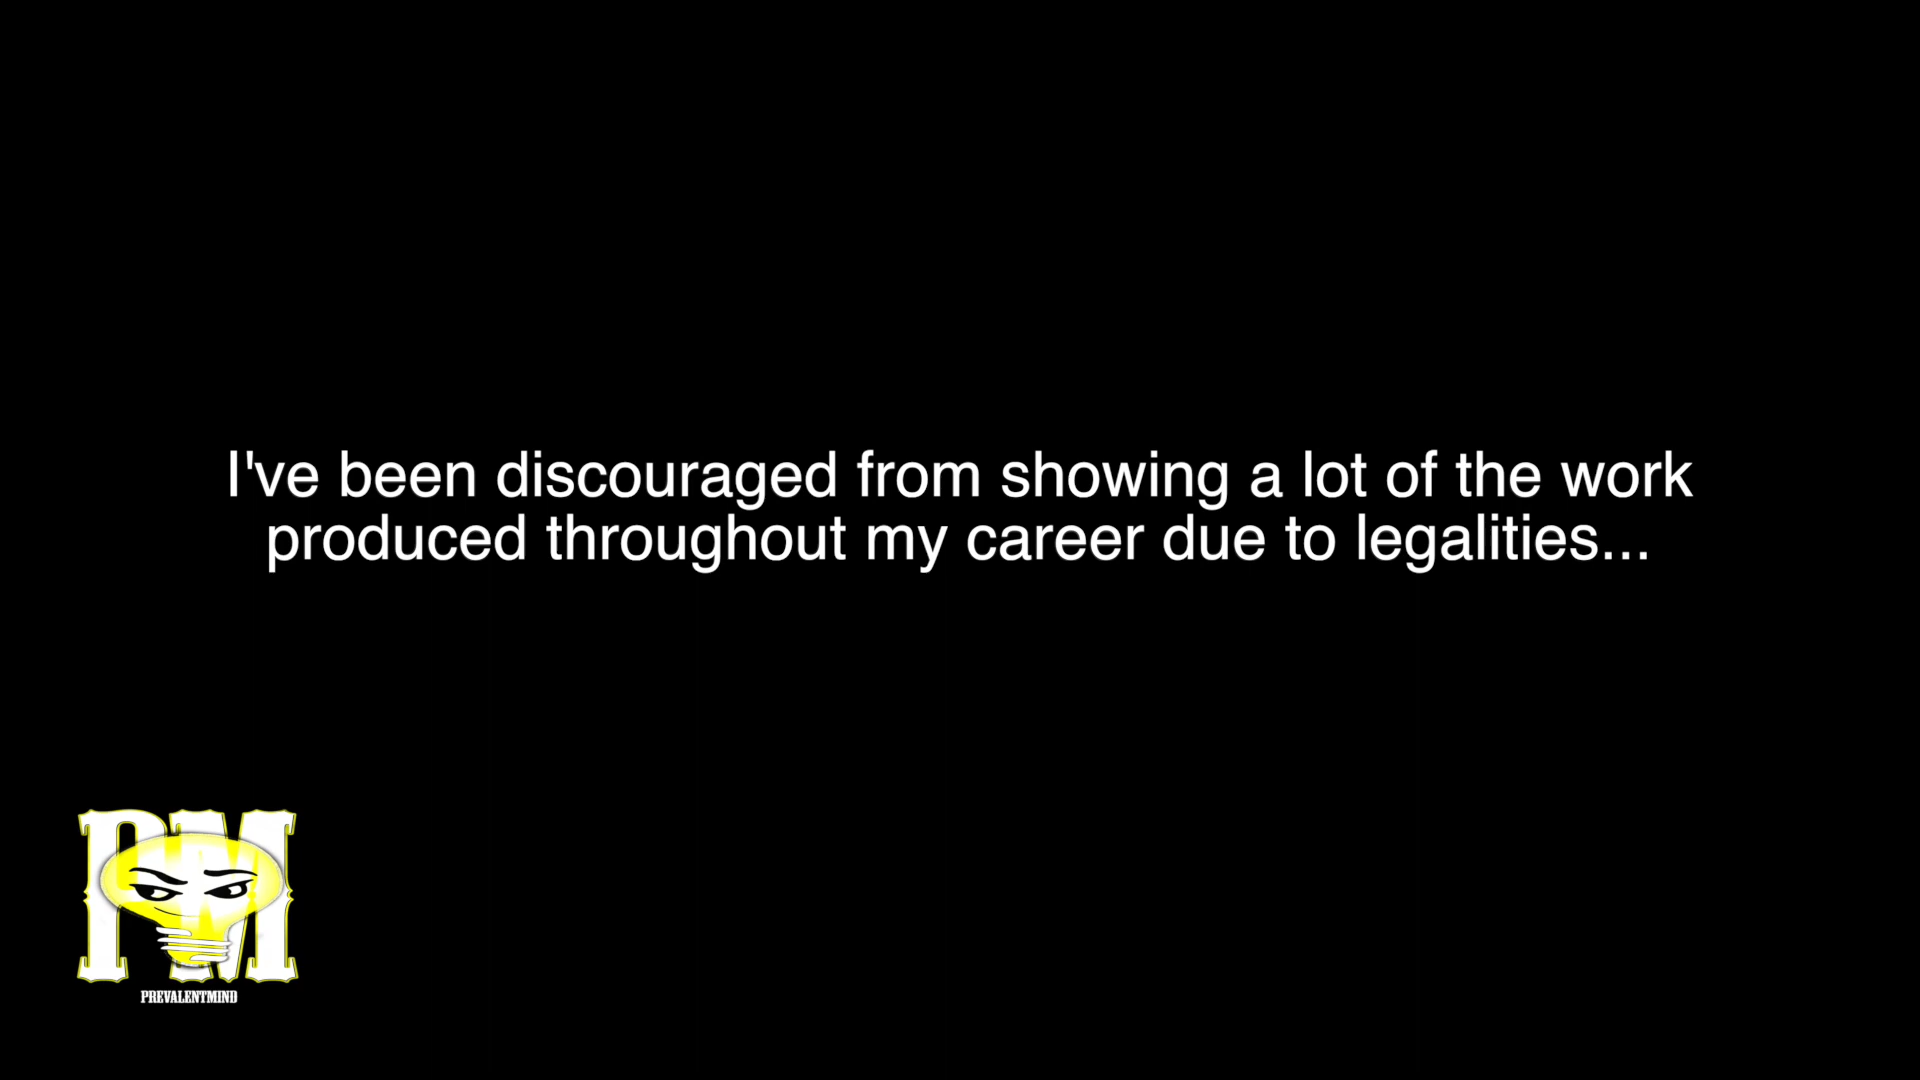 I've been discouraged from showing a lot of the work
produced throughout my career due to legalities...
PM
PREVALENTMIND